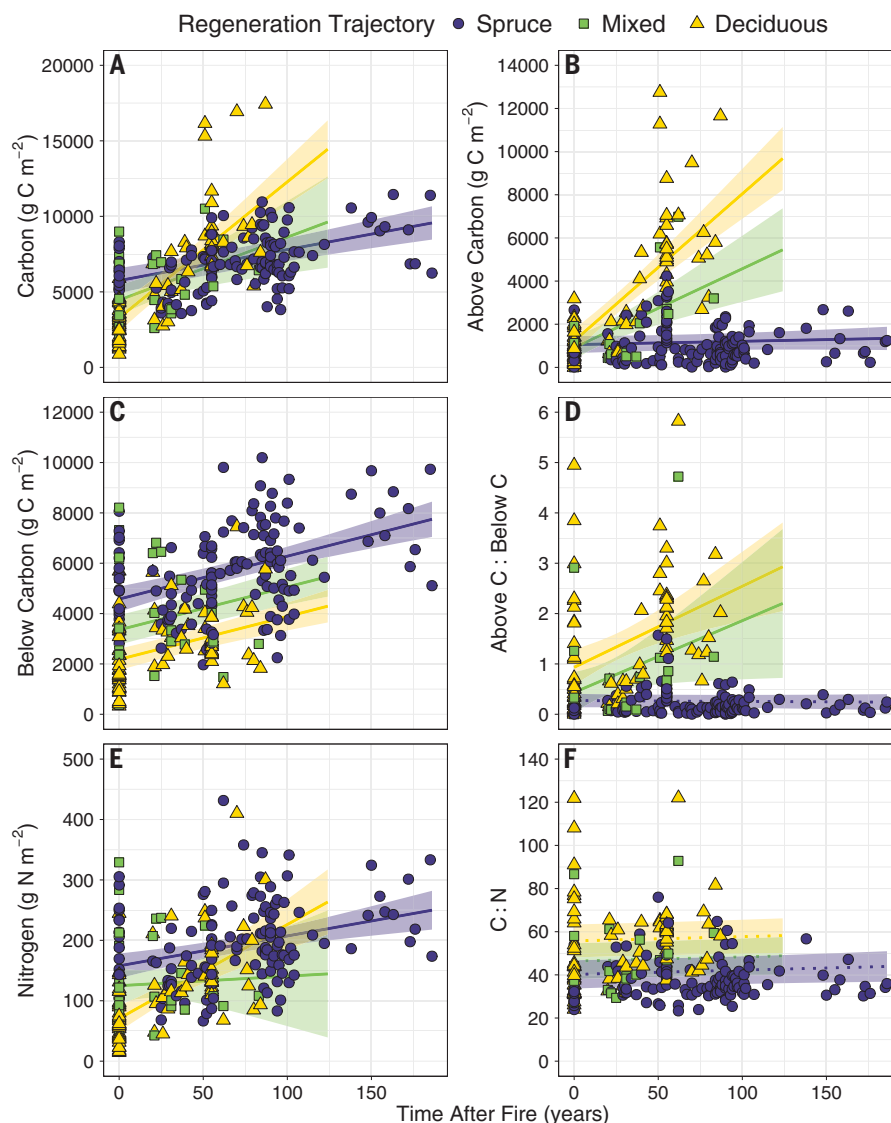 Regeneration Trajectory Spruce Mixed Deciduous
A
Carbon (g C m⁻²)
20000
15000
10000
5000
0
B
Above Carbon (g C m⁻²)
14000
12000
10000
8000
6000
4000
2000
0
C
Below Carbon (g C m⁻²)
12000
10000
8000
6000
4000
2000
0
D
Above C : Below C
6
5
4
3
2
1
0
E
Nitrogen (g N m⁻²)
500
400
300
200
100
0
0 50 100 150
F
C : N
140
120
100
80
60
40
20
0
0 50 100 150
Time After Fire (years)